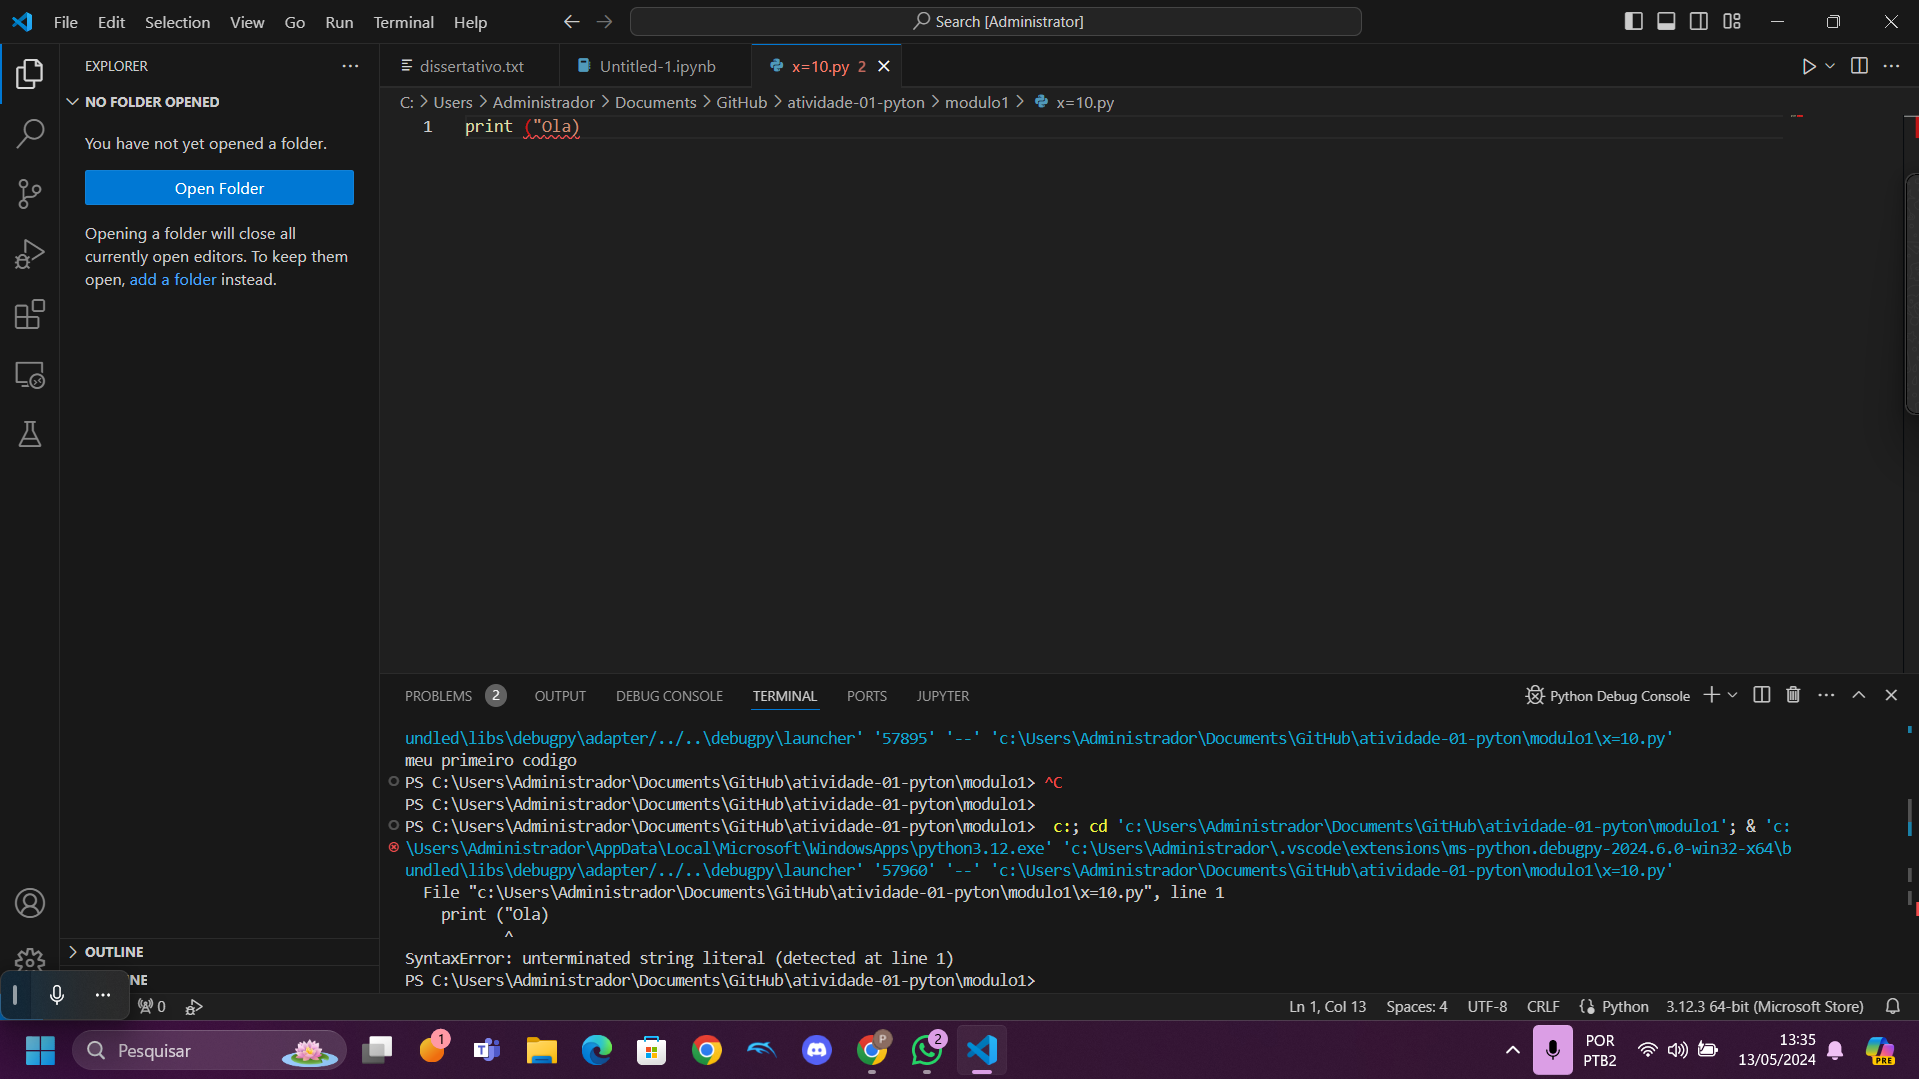 File Edit Selection View Go Run Terminal Help
Search [Administrator]
EXPLORER
NO FOLDER OPENED
You have not yet opened a folder.
Open Folder
Opening a folder will close all
currently open editors. To keep them
open, add a folder instead.
OUTLINE
NE
dissertativo.txt Untitled-1.ipynb x=10.py 2
C: > Users > Administrador > Documents > GitHub > atividade-01-pyton > modulo1 > x=10.py
1 print ("Ola)
PROBLEMS 2 OUTPUT DEBUG CONSOLE TERMINAL PORTS JUPYTER
Python Debug Console
undled\libs\debugpy\adapter/../..\debugpy\launcher' '57895' '--' 'c:\Users\Administrador\Documents\GitHub\atividade-01-pyton\modulo1\x=10.py'
meu primeiro codigo
PS C:\Users\Administrador\Documents\GitHub\atividade-01-pyton\modulo1> ^C
PS C:\Users\Administrador\Documents\GitHub\atividade-01-pyton\modulo1>
PS C:\Users\Administrador\Documents\GitHub\atividade-01-pyton\modulo1> c:; cd 'c:\Users\Administrador\Documents\GitHub\atividade-01-pyton\modulo1'; & 'c:
\Users\Administrador\AppData\Local\Microsoft\WindowsApps\python3.12.exe' 'c:\Users\Administrador\.vscode\extensions\ms-python.debugpy-2024.6.0-win32-x64\b
undled\libs\debugpy\adapter/../..\debugpy\launcher' '57960' '--' 'c:\Users\Administrador\Documents\GitHub\atividade-01-pyton\modulo1\x=10.py'
File "c:\Users\Administrador\Documents\GitHub\atividade-01-pyton\modulo1\x=10.py", line 1
print ("Ola)
^
SyntaxError: unterminated string literal (detected at line 1)
PS C:\Users\Administrador\Documents\GitHub\atividade-01-pyton\modulo1>
0
Ln 1, Col 13 Spaces: 4 UTF-8 CRLF Python 3.12.3 64-bit (Microsoft Store)
Pesquisar
1
P
2
POR
PTB2
13:35
13/05/2024
PRE